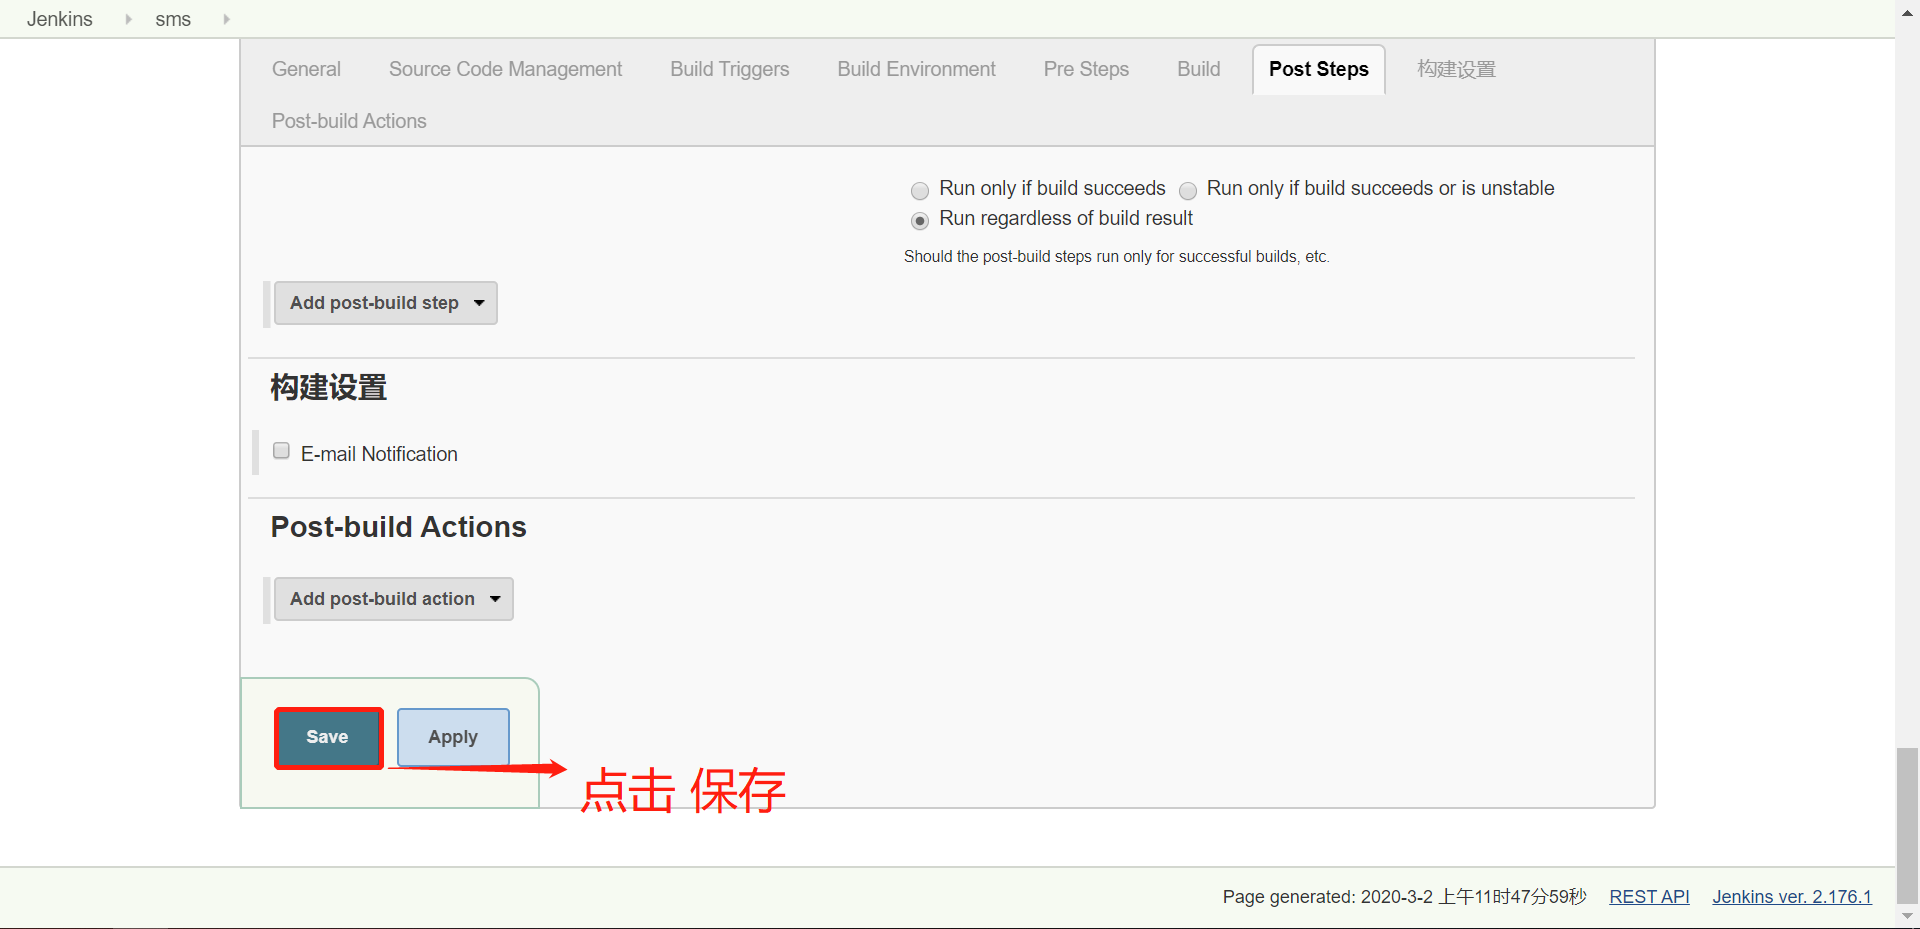 Jenkins sms
General Source Code Management Build Triggers Build Environment Pre Steps Build Post Steps 构建设置
Post-build Actions
Run only if build succeeds Run only if build succeeds or is unstable
Run regardless of build result
Should the post-build steps run only for successful builds, etc.
Add post-build step
构建设置
E-mail Notification
Post-build Actions
Add post-build action
Save Apply
点击 保存
Page generated: 2020-3-2 上午11时47分59秒 REST API Jenkins ver. 2.176.1